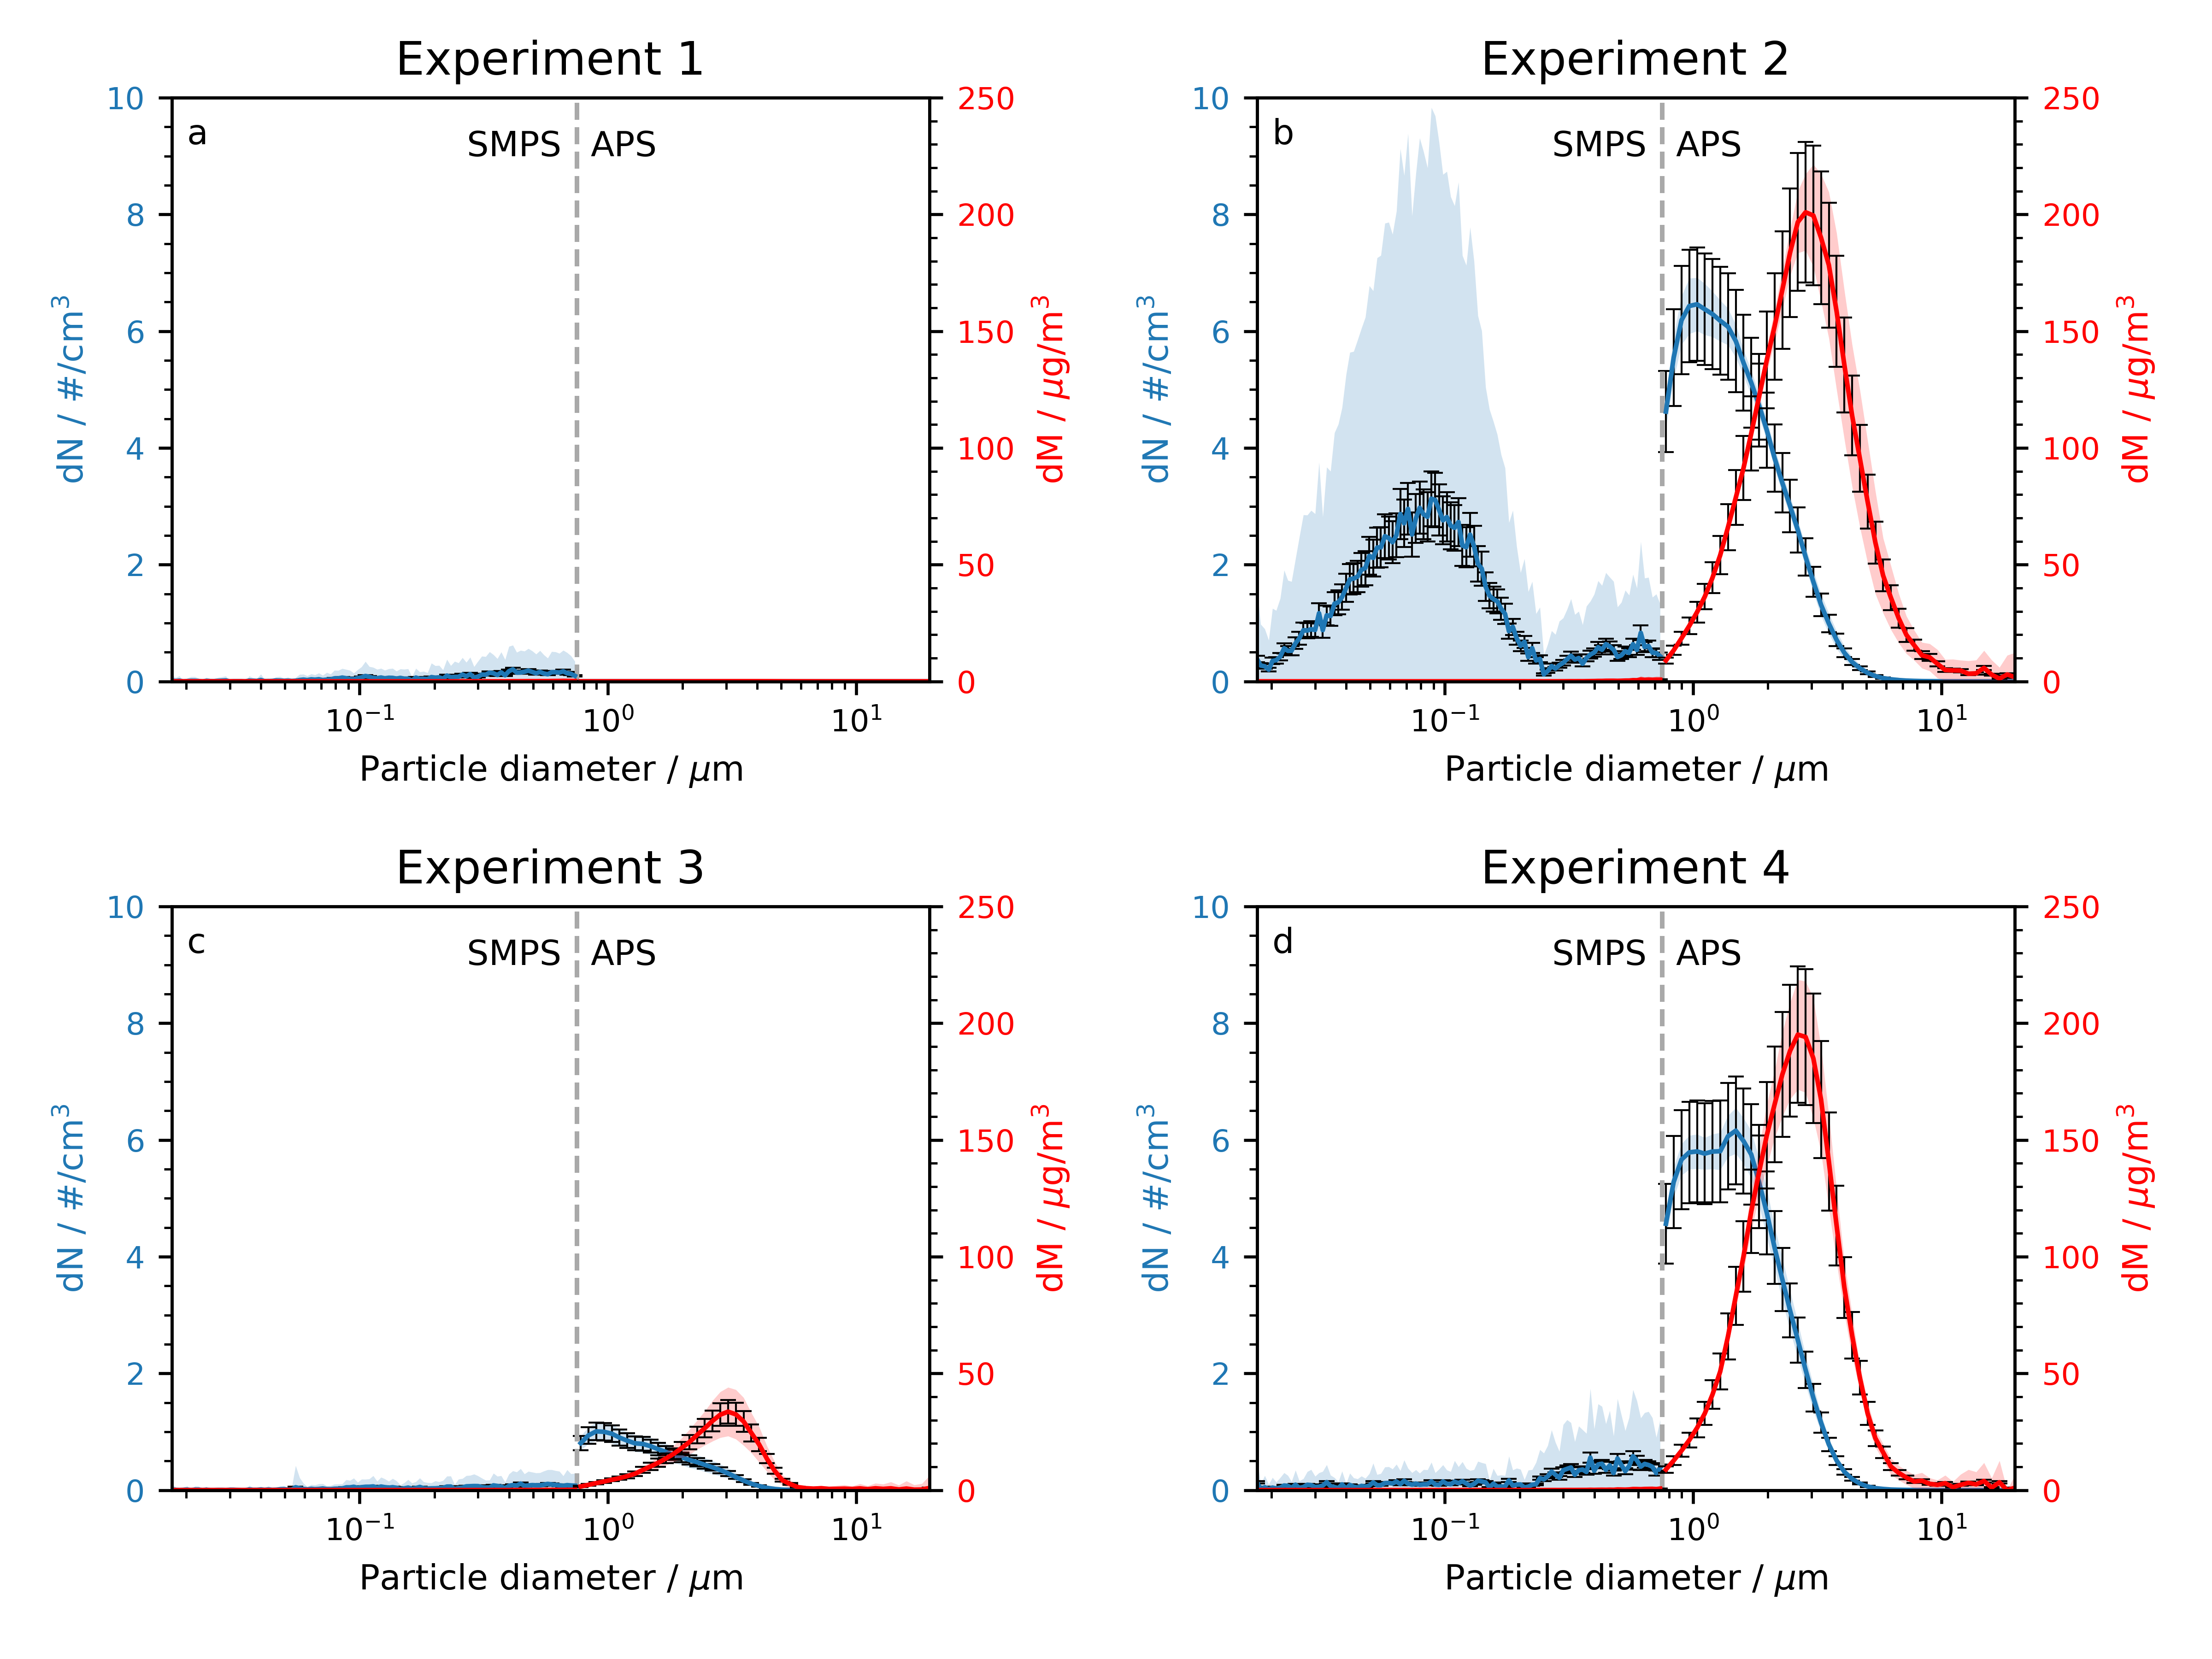 Experiment 1
a
SMPS APS
10
8
6
4
2
0
dN / #/cm³
250
200
150
100
50
0
dM / μg/m³
10⁻¹ 10⁰ 10¹
Particle diameter / μm
Experiment 2
b
SMPS APS
10
8
6
4
2
0
dN / #/cm³
250
200
150
100
50
0
dM / μg/m³
10⁻¹ 10⁰ 10¹
Particle diameter / μm
Experiment 3
c
SMPS APS
10
8
6
4
2
0
dN / #/cm³
250
200
150
100
50
0
dM / μg/m³
10⁻¹ 10⁰ 10¹
Particle diameter / μm
Experiment 4
d
SMPS APS
10
8
6
4
2
0
dN / #/cm³
250
200
150
100
50
0
dM / μg/m³
10⁻¹ 10⁰ 10¹
Particle diameter / μm